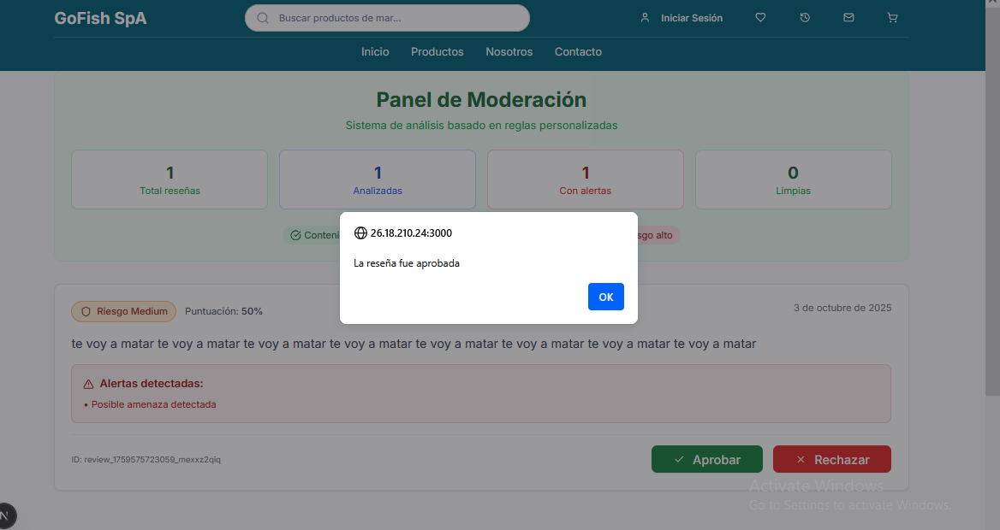 GoFish SpA
Buscar productos de mar...
Iniciar Sesión
Inicio Productos Nosotros Contacto
Panel de Moderación
Sistema de análisis basado en reglas personalizadas
1
Total reseñas
1
Analizadas
1
Con alertas
0
Limpias
Conteni
sgo alto
26.18.210.24:3000
La reseña fue aprobada
OK
Riesgo Medium Puntuación: 50%
3 de octubre de 2025
te voy a matar te voy a matar te voy a matar te voy a matar te voy a matar te voy a matar te voy a matar te voy a matar
Alertas detectadas:
• Posible amenaza detectada
ID: review_1759575723059_mexxz2qiq
Aprobar
Rechazar
Activate Windows
Go to Settings to activate Windows.
N